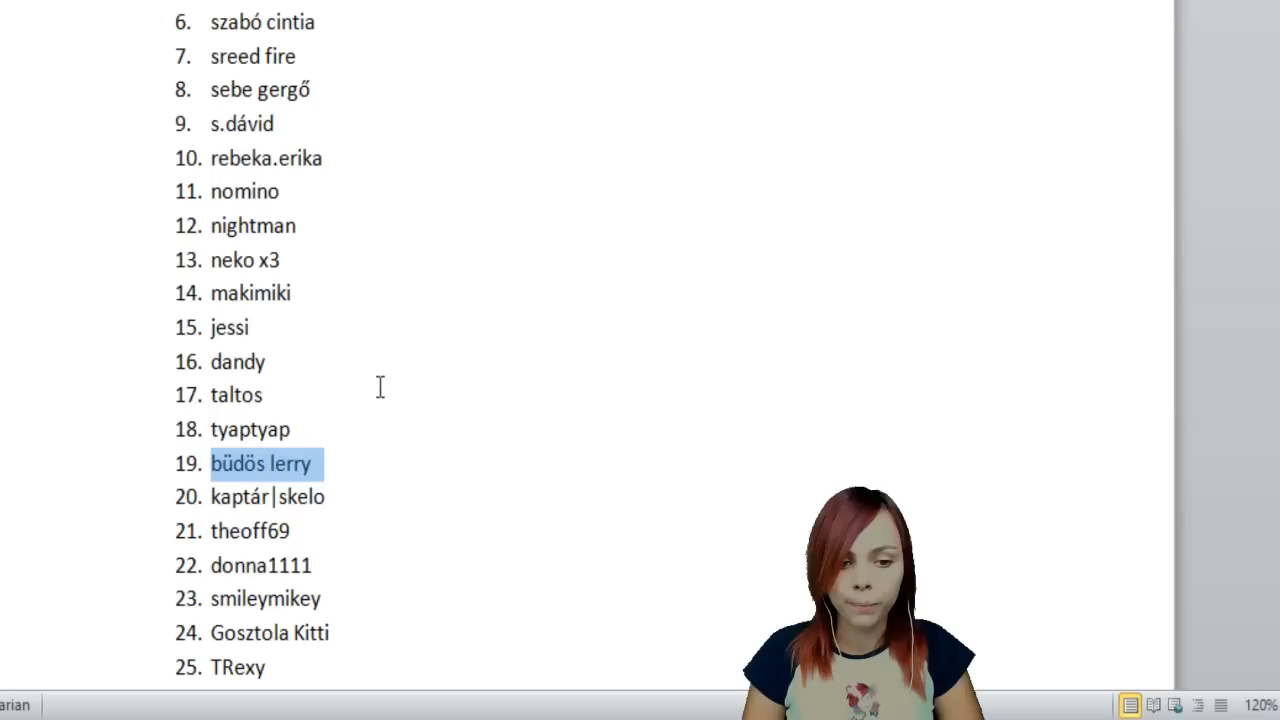 6. szabó cintia
7. sreed fire
8. sebe gergő
9. s.dávid
10. rebeka.erika
11. nomino
12. nightman
13. neko x3
14. makimiki
15. jessi
16. dandy
17. taltos
18. tyaptyap
19. büdös lerry
20. kaptár|skelo
21. theoff69
22. donna1111
23. smileymikey
24. Gosztola Kitti
25. TRexy
arian 120%